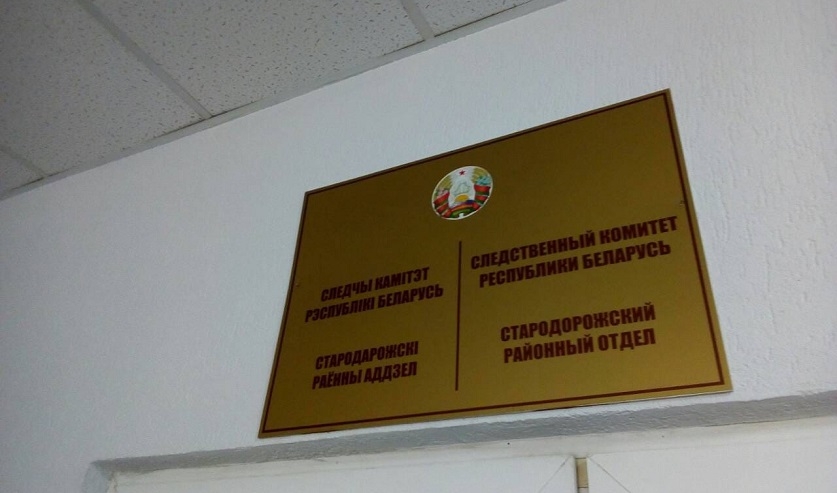 СЛЕДЧЫ КАМІТЭТ
РЭСПУБЛІКІ БЕЛАРУСЬ
СТАРОДАРОЖСКІ
РАЁННЫ АДДЗЕЛ
СЛЕДСТВЕННЫЙ КОМИТЕТ
РЕСПУБЛИКИ БЕЛАРУСЬ
СТАРОДОРОЖСКИЙ
РАЙОННЫЙ ОТДЕЛ